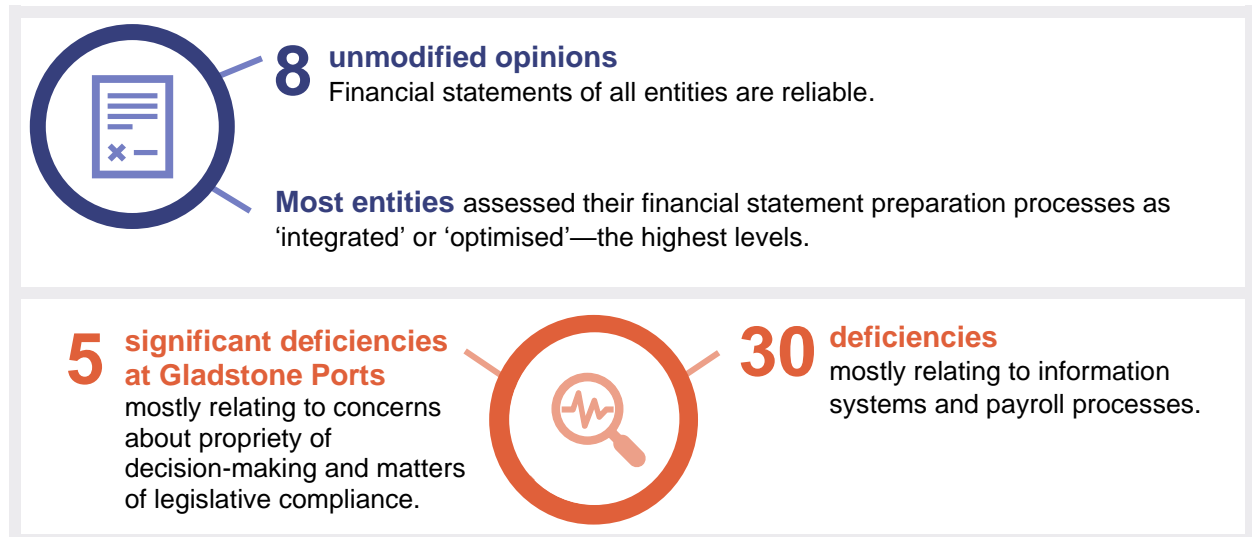 8 unmodified opinions
Financial statements of all entities are reliable.
Most entities assessed their financial statement preparation processes as
‘integrated’ or ‘optimised’—the highest levels.
5 significant deficiencies
at Gladstone Ports
mostly relating to concerns
about propriety of
decision-making and matters
of legislative compliance.
30 deficiencies
mostly relating to information
systems and payroll processes.